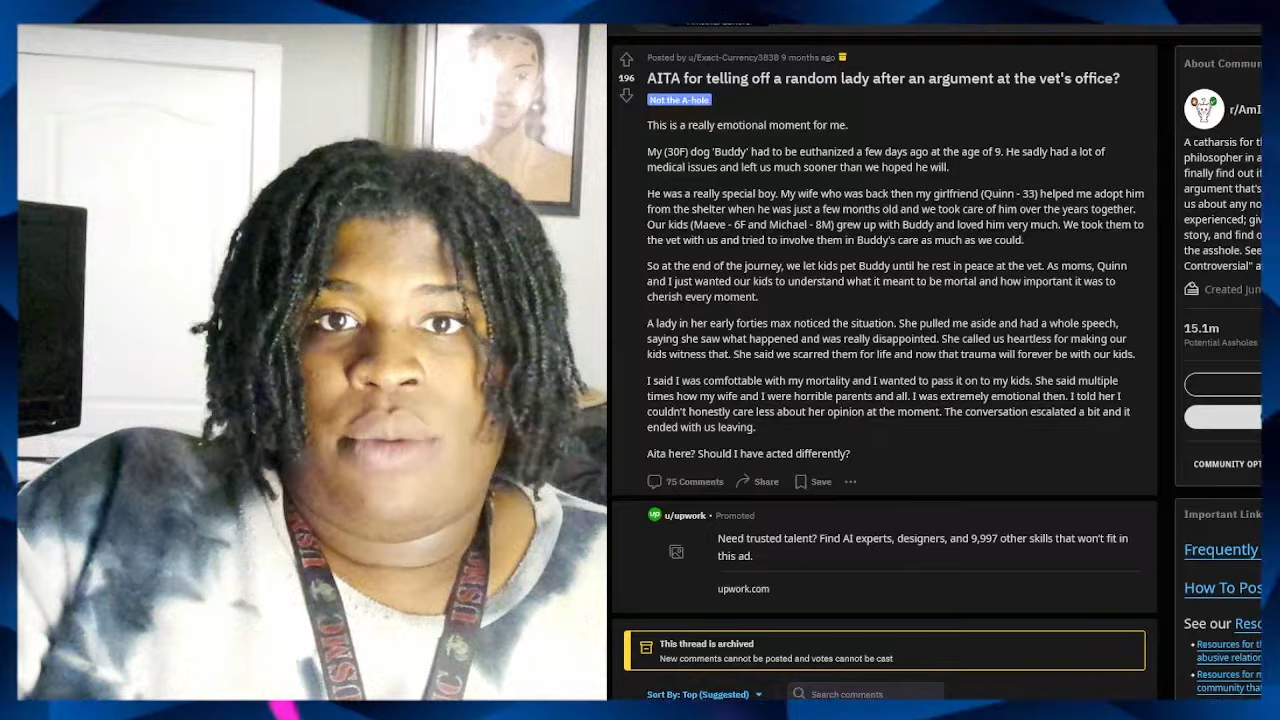 Posted by u/Exact-Currency3838 9 months ago
196
AITA for telling off a random lady after an argument at the vet's office?
Not the A-hole
This is a really emotional moment for me.
My (30F) dog 'Buddy' had to be euthanized a few days ago at the age of 9. He sadly had a lot of
medical issues and left us much sooner than we hoped he will.
He was a really special boy. My wife who was back then my girlfriend (Quinn - 33) helped me adopt him
from the shelter when he was just a few months old and we took care of him over the years together.
Our kids (Maeve - 6F and Michael - 8M) grew up with Buddy and loved him very much. We took them to
the vet with us and tried to involve them in Buddy's care as much as we could.
So at the end of the journey, we let kids pet Buddy until he rest in peace at the vet. As moms, Quinn
and I just wanted our kids to understand what it meant to be mortal and how important it was to
cherish every moment.
A lady in her early forties max noticed the situation. She pulled me aside and had a whole speech,
saying she saw what happened and was really disappointed. She called us heartless for making our
kids witness that. She said we scarred them for life and now that trauma will forever be with our kids.
I said I was comfottable with my mortality and I wanted to pass it on to my kids. She said multiple
times how my wife and I were horrible parents and all. I was extremely emotional then. I told her I
couldn't honestly care less about her opinion at the moment. The conversation escalated a bit and it
ended with us leaving.
Aita here? Should I have acted differently?
75 Comments Share Save
up u/upwork • Promoted
Need trusted talent? Find AI experts, designers, and 9,997 other skills that won't fit in
this ad.
upwork.com
This thread is archived
New comments cannot be posted and votes cannot be cast
Sort By: Top (Suggested)
Search comments
About Commun
r/AmI
A catharsis for t
philosopher in a
finally find out if
argument that's
us about any no
experienced; giv
story, and find o
the asshole. See
Controversial" a
Created Jun
15.1m
Potential Assholes
COMMUNITY OPT
Important Link
Frequently
How To Pos
See our Reso
Resources for t
abusive relation
Resources for m
community tha
USMC
USMC